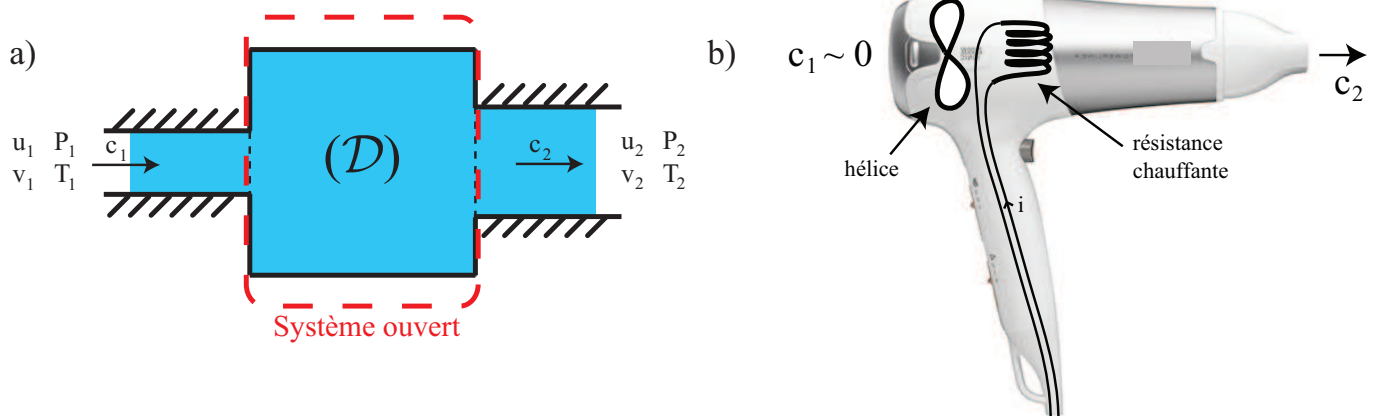 a)
u₁ P₁
v₁ T₁
c₁
(𝒟)
c₂
u₂ P₂
v₂ T₂
Système ouvert
b)
c₁ ~ 0
c₂
hélice
résistance
chauffante
i